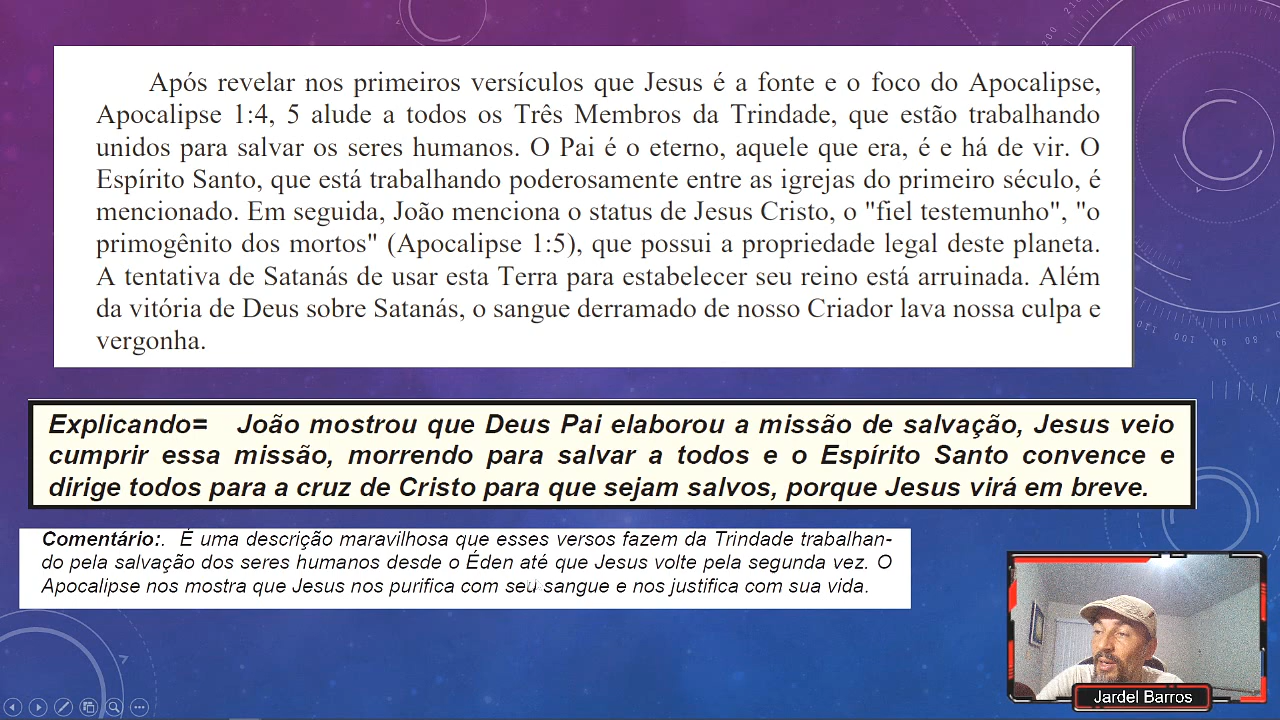 Após revelar nos primeiros versículos que Jesus é a fonte e o foco do Apocalipse,
Apocalipse 1:4, 5 alude a todos os Três Membros da Trindade, que estão trabalhando
unidos para salvar os seres humanos. O Pai é o eterno, aquele que era, é e há de vir. O
Espírito Santo, que está trabalhando poderosamente entre as igrejas do primeiro século, é
mencionado. Em seguida, João menciona o status de Jesus Cristo, o "fiel testemunho", "o
primogênito dos mortos" (Apocalipse 1:5), que possui a propriedade legal deste planeta.
A tentativa de Satanás de usar esta Terra para estabelecer seu reino está arruinada. Além
da vitória de Deus sobre Satanás, o sangue derramado de nosso Criador lava nossa culpa e
vergonha.
Explicando= João mostrou que Deus Pai elaborou a missão de salvação, Jesus veio
cumprir essa missão, morrendo para salvar a todos e o Espírito Santo convence e
dirige todos para a cruz de Cristo para que sejam salvos, porque Jesus virá em breve.
Comentário:. É uma descrição maravilhosa que esses versos fazem da Trindade trabalhan-
do pela salvação dos seres humanos desde o Éden até que Jesus volte pela segunda vez. O
Apocalipse nos mostra que Jesus nos purifica com seu sangue e nos justifica com sua vida.
Jardel Barros
200
110
100
90
80